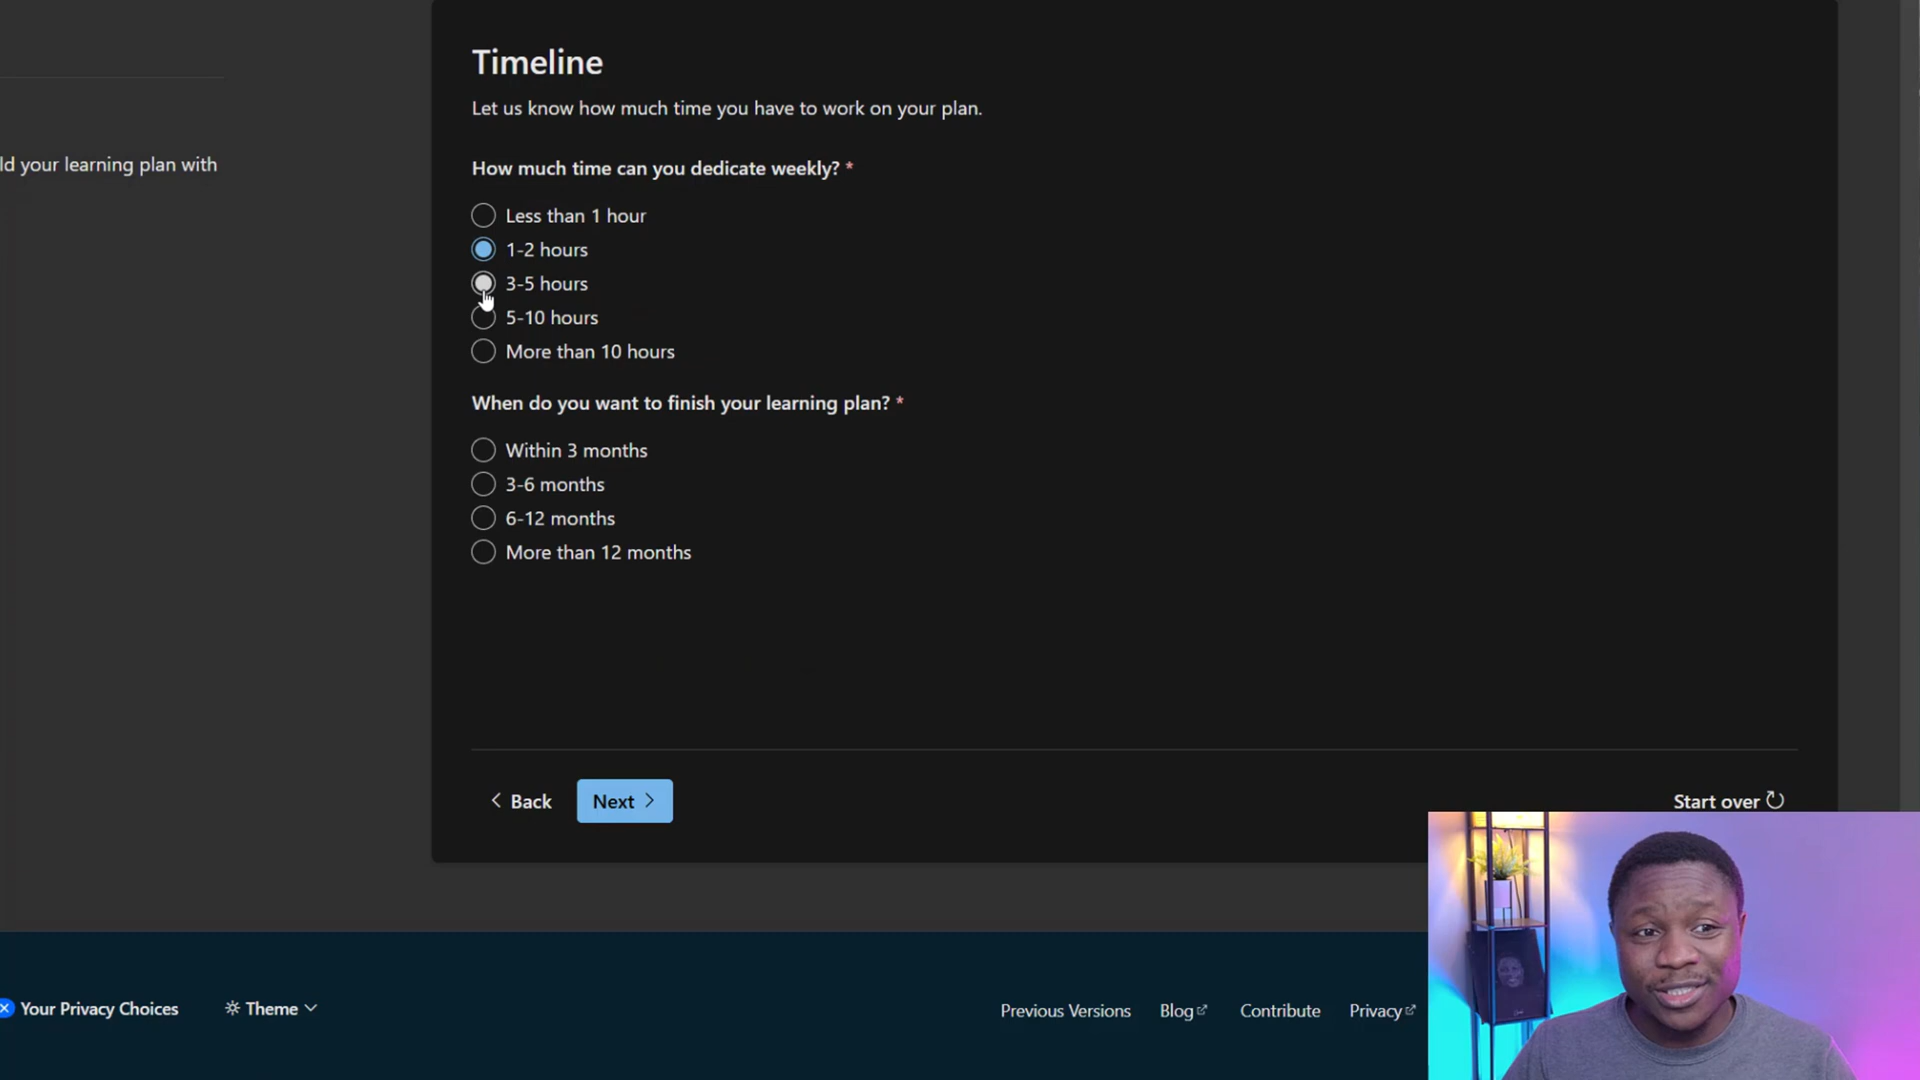 Timeline
Let us know how much time you have to work on your plan.
ld your learning plan with
How much time can you dedicate weekly? *
Less than 1 hour
1-2 hours
3-5 hours
5-10 hours
More than 10 hours
When do you want to finish your learning plan? *
Within 3 months
3-6 months
6-12 months
More than 12 months
Back
Next
Start over
Your Privacy Choices
Theme
Previous Versions
Blog
Contribute
Privacy